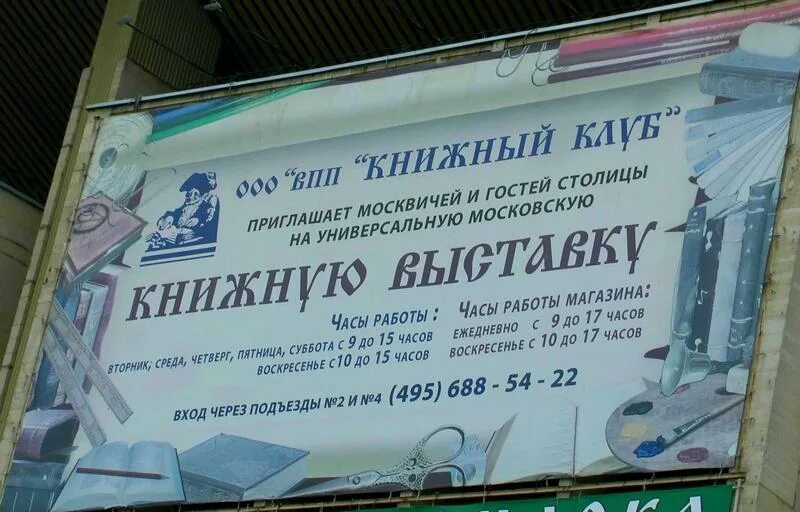 ООО "ВПП "КНИЖНЫЙ КЛУБ"
ПРИГЛАШАЕТ МОСКВИЧЕЙ И ГОСТЕЙ СТОЛИЦЫ
НА УНИВЕРСАЛЬНУЮ МОСКОВСКУЮ
КНИЖНУЮ ВЫСТАВКУ
ЧАСЫ РАБОТЫ :
ВТОРНИК, СРЕДА, ЧЕТВЕРГ, ПЯТНИЦА, СУББОТА С 9 ДО 15 ЧАСОВ
ВОСКРЕСЕНЬЕ С 10 ДО 15 ЧАСОВ
ЧАСЫ РАБОТЫ МАГАЗИНА:
ЕЖЕДНЕВНО С 9 ДО 17 ЧАСОВ
ВОСКРЕСЕНЬЕ С 10 ДО 17 ЧАСОВ
ВХОД ЧЕРЕЗ ПОДЪЕЗДЫ №2 И №4 (495) 688 - 54 - 22